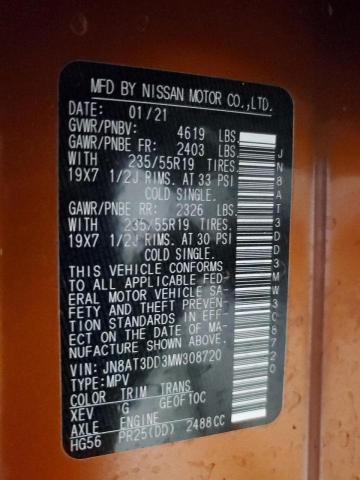 MFD BY NISSAN MOTOR CO.,LTD.
DATE: 01/21
GVWR/PNBV: 4619 LBS.
GAWR/PNBE FR: 2403 LBS.
WITH 235/55R19 TIRES.
19X7 1/2J RIMS. AT 33 PSI
COLD SINGLE.
GAWR/PNBE RR: 2326 LBS.
WITH 235/55R19 TIRES.
19X7 1/2J RIMS. AT 30 PSI
COLD SINGLE.
THIS VEHICLE CONFORMS
TO ALL APPLICABLE FED-
ERAL MOTOR VEHICLE SA-
FETY AND THEFT PREVEN-
TION STANDARDS IN EFF-
ECT ON THE DATE OF MA-
NUFACTURE SHOWN ABOVE.
VIN: JN8AT3DD3MW308720
TYPE:MPV
COLOR TRIM TRANS
XEV G GE0F10C
AXLE ENGINE
HG56 PR25(DD) 2488CC
JN8AT3DD3MW308720